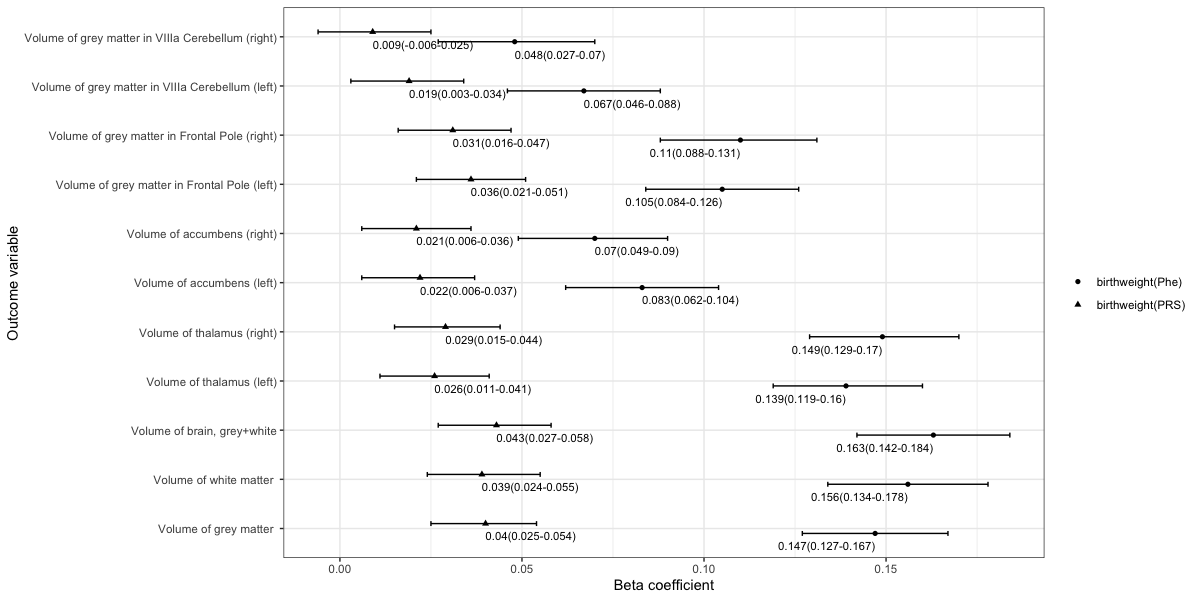 Volume of grey matter in VIIIa Cerebellum (right)
0.009(-0.006-0.025)
0.048(0.027-0.07)
Volume of grey matter in VIIIa Cerebellum (left)
0.019(0.003-0.034)
0.067(0.046-0.088)
Volume of grey matter in Frontal Pole (right)
0.031(0.016-0.047)
0.11(0.088-0.131)
Volume of grey matter in Frontal Pole (left)
0.036(0.021-0.051)
0.105(0.084-0.126)
Volume of accumbens (right)
0.021(0.006-0.036)
0.07(0.049-0.09)
Volume of accumbens (left)
0.022(0.006-0.037)
0.083(0.062-0.104)
Volume of thalamus (right)
0.029(0.015-0.044)
0.149(0.129-0.17)
Volume of thalamus (left)
0.026(0.011-0.041)
0.139(0.119-0.16)
Volume of brain, grey+white
0.043(0.027-0.058)
0.163(0.142-0.184)
Volume of white matter
0.039(0.024-0.055)
0.156(0.134-0.178)
Volume of grey matter
0.04(0.025-0.054)
0.147(0.127-0.167)
0.00
0.05
0.10
0.15
Beta coefficient
Outcome variable
birthweight(Phe)
birthweight(PRS)